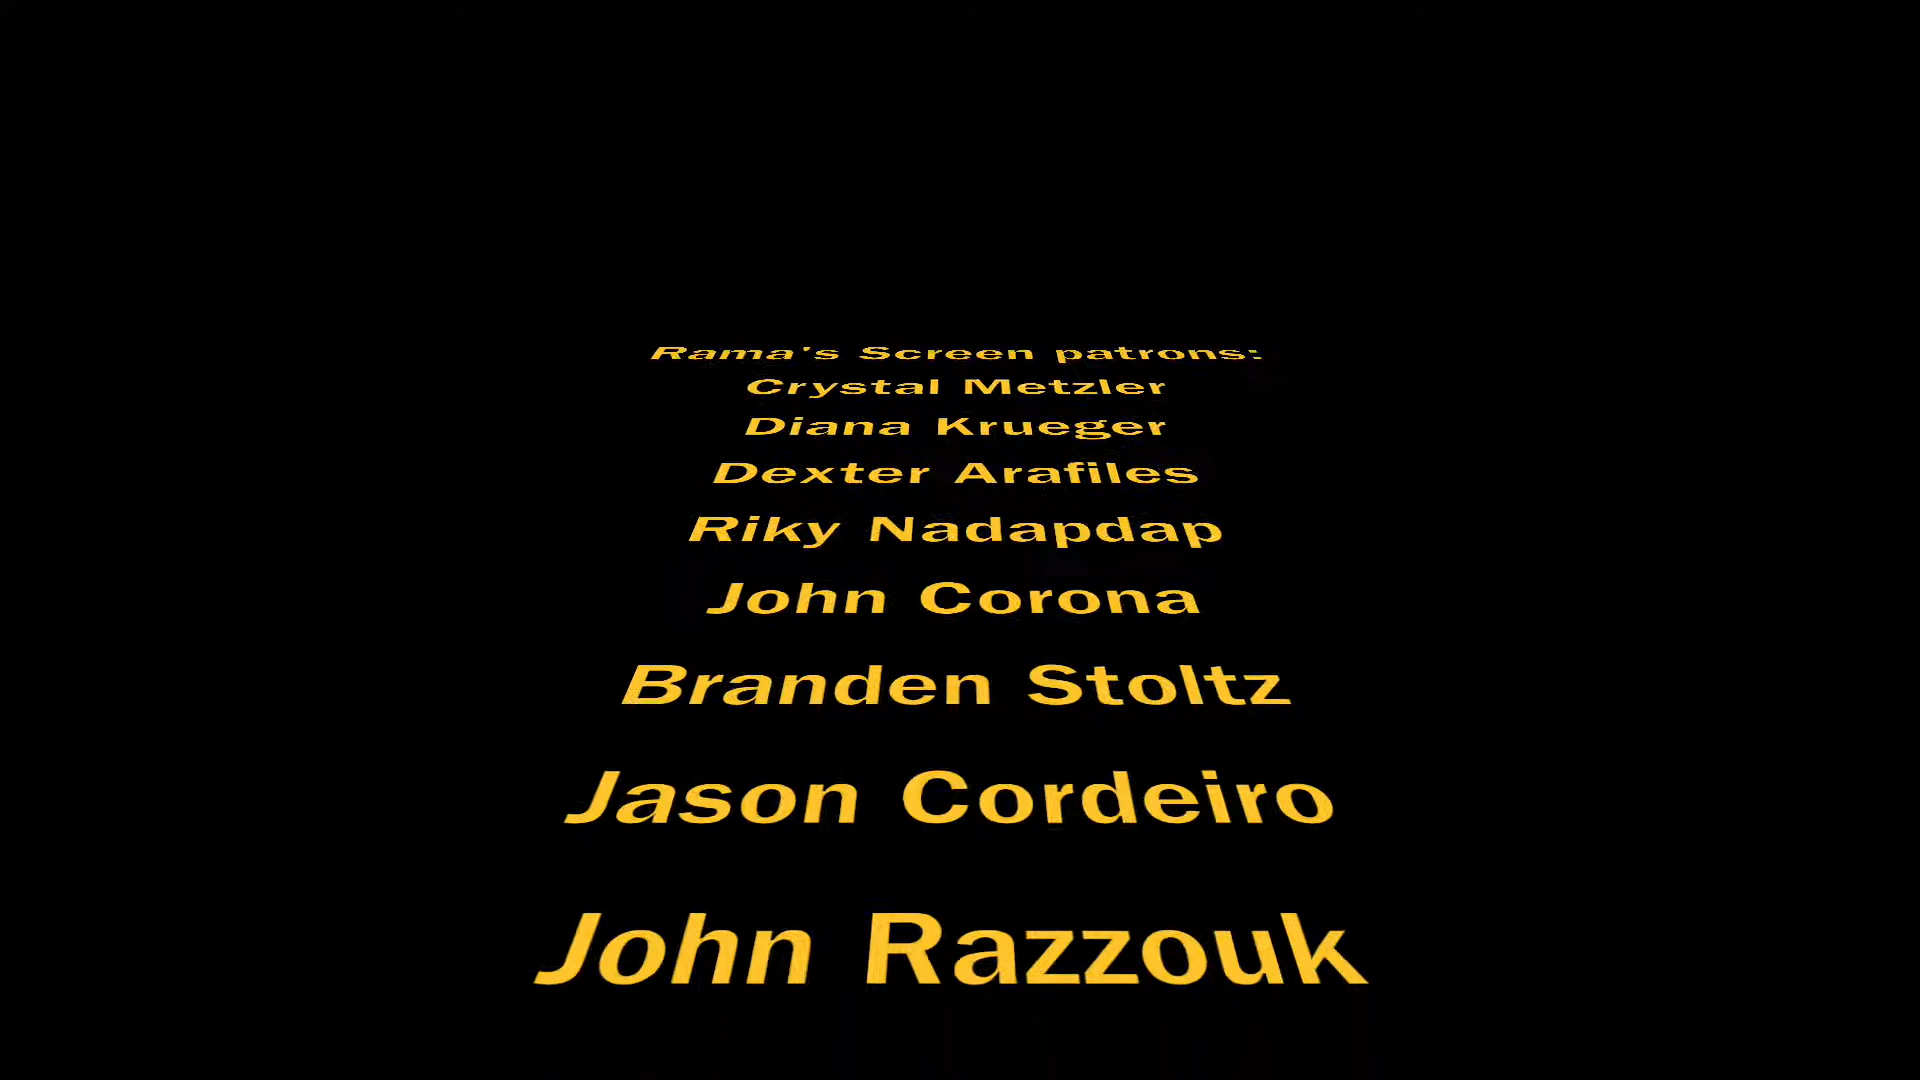 Rama's Screen patrons:
Crystal Metzler
Diana Krueger
Dexter Arafiles
Riky Nadapdap
John Corona
Branden Stoltz
Jason Cordeiro
John Razzouk